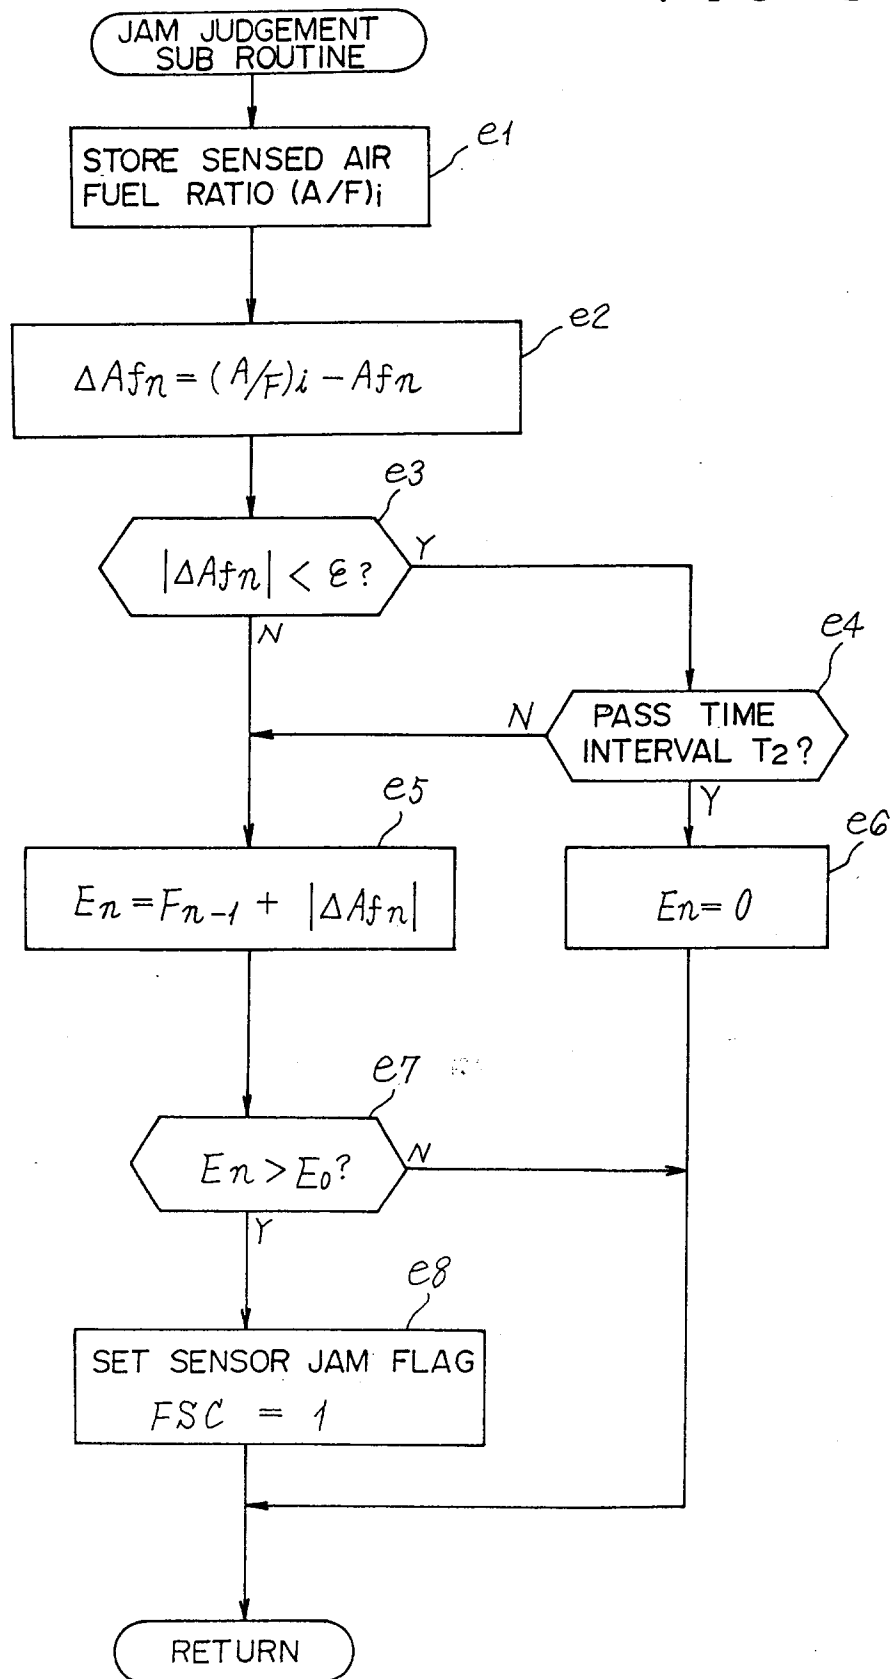 JAM JUDGEMENT
SUB ROUTINE
e1
STORE SENSED AIR
FUEL RATIO (A/F)i
e2
ΔAfn = (A/F)i − Afn
e3
|ΔAfn| < ε?
Y
N
e4
PASS TIME
INTERVAL T2?
N
Y
e5
En = Fn-1 + |ΔAfn|
e6
En = 0
e7
En > E0?
N
Y
e8
SET SENSOR JAM FLAG
FSC = 1
RETURN